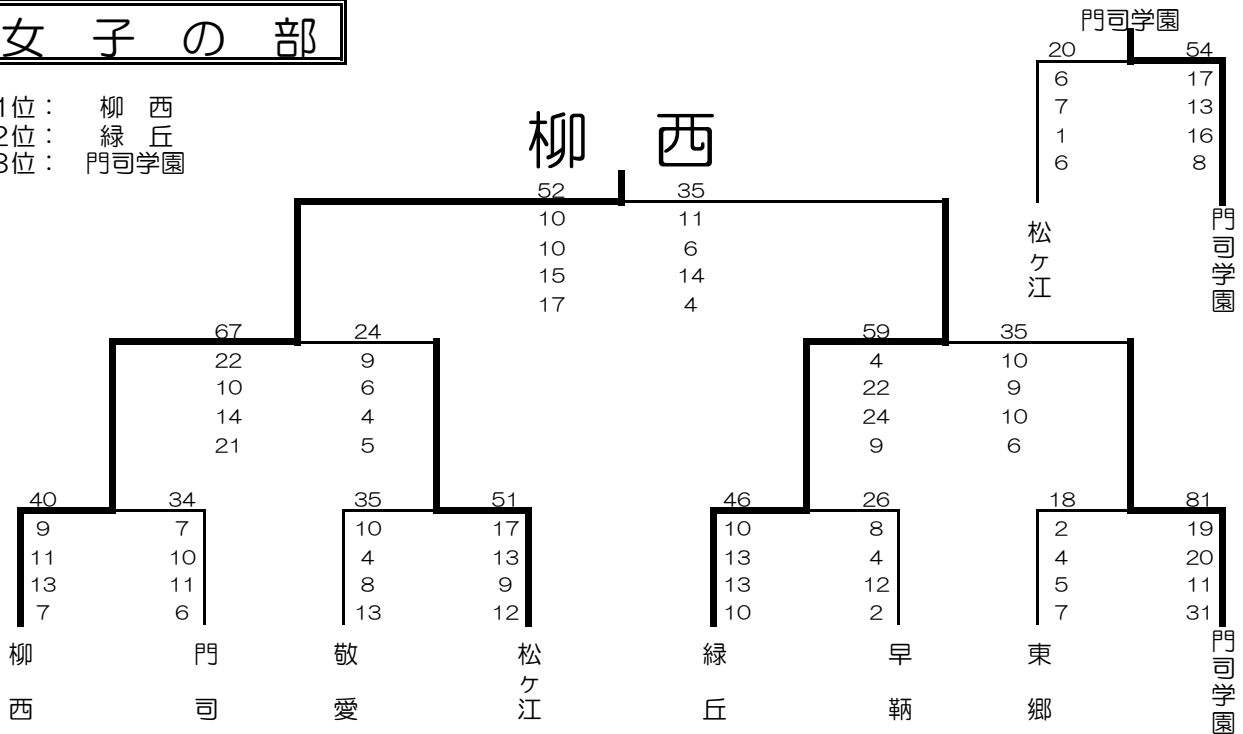 女 子 の 部
1位： 柳 西
2位： 緑 丘
3位： 門司学園
門司学園
20 54
6 17
7 13
1 16
6 8
松ヶ江 門司学園
柳 西
52 35
10 11
10 6
15 14
17 4
67 24 59 35
22 9 4 10
10 6 22 9
14 4 24 10
21 5 9 6
40 34 35 51 46 26 18 81
9 7 10 17 10 8 2 19
11 10 4 13 13 4 4 20
13 11 8 9 13 12 5 11
7 6 13 12 10 2 7 31
柳西 門司 敬愛 松ヶ江 緑丘 早鞆 東郷 門司学園